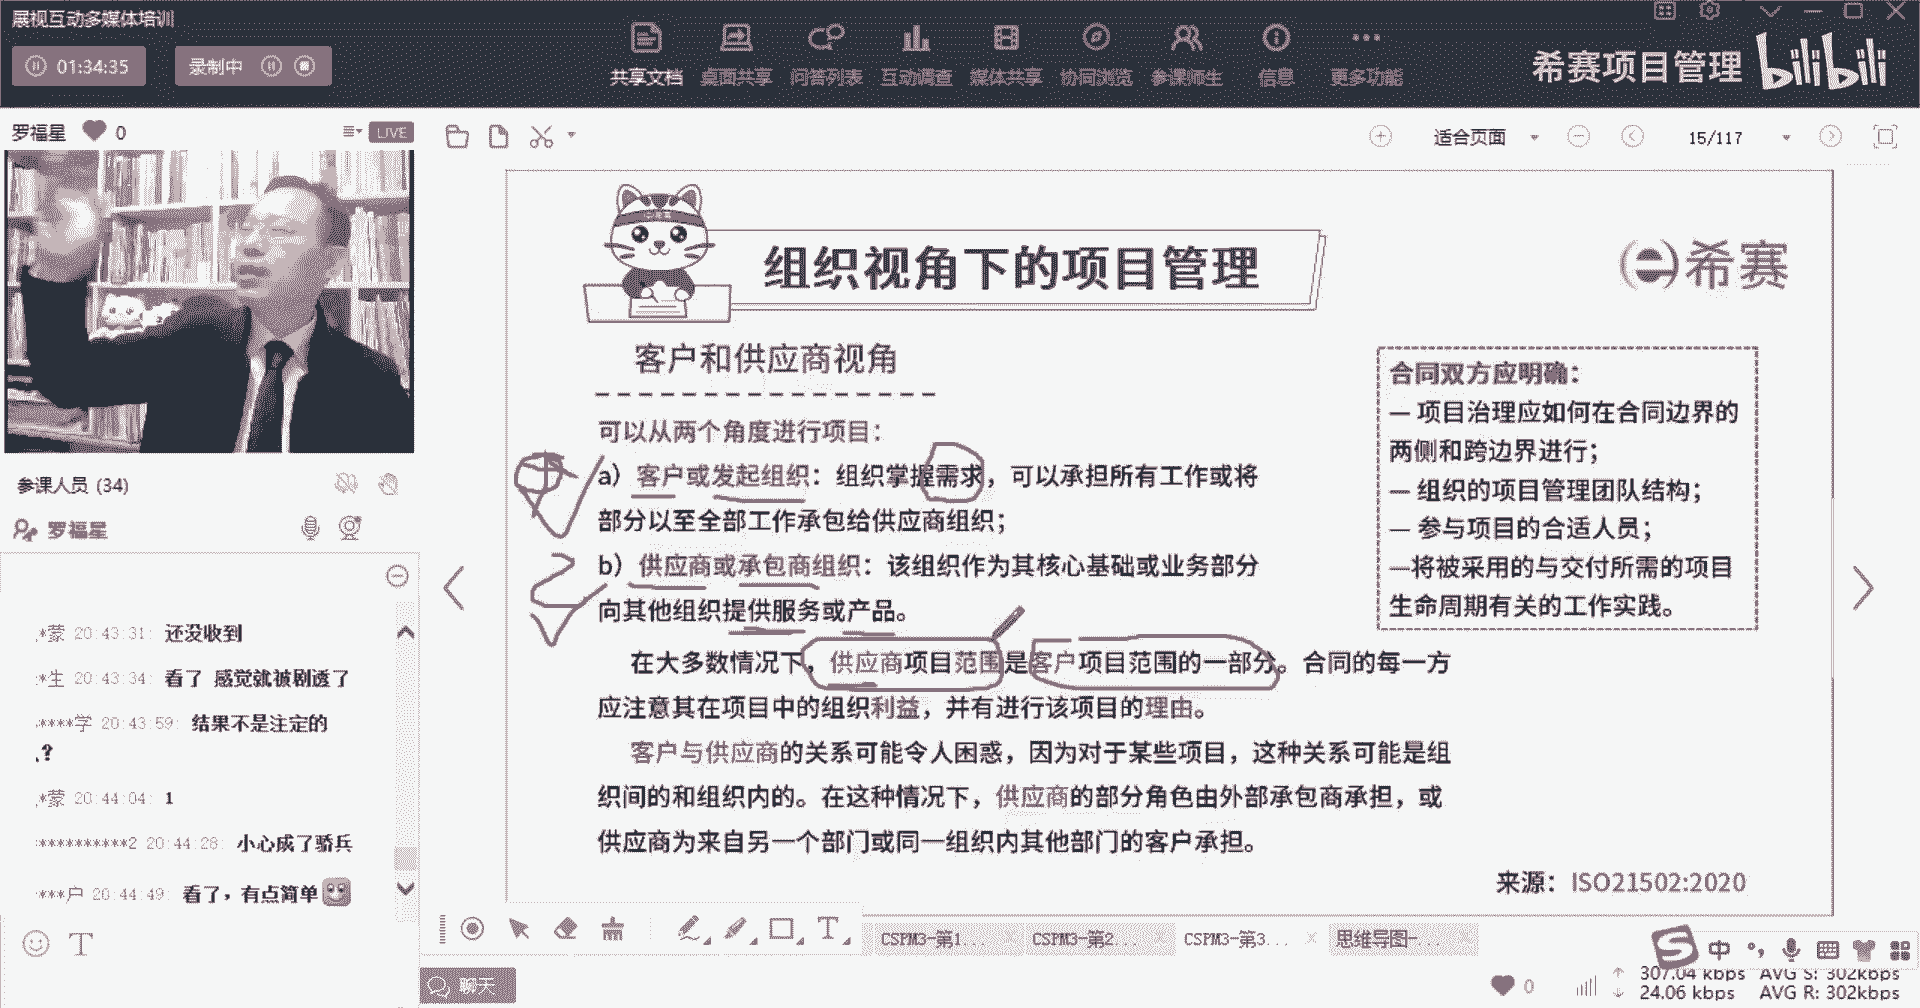 展视互动多媒体培训
01:34:35
录制中
共享文档 桌面共享 问答列表 互动调查 媒体共享 协同浏览 参课师生 信息 更多功能
希赛项目管理 bilibili
罗福星 0
LIVE
适合页面
15/117
组织视角下的项目管理
希赛
客户和供应商视角
可以从两个角度进行项目：
a）客户或发起组织：组织掌握需求，可以承担所有工作或将
部分以至全部工作承包给供应商组织；
b）供应商或承包商组织：该组织作为其核心基础或业务部分
向其他组织提供服务或产品。
在大多数情况下，供应商项目范围是客户项目范围的一部分。合同的每一方
应注意其在项目中的组织利益，并有进行该项目的理由。
客户与供应商的关系可能令人困惑，因为对于某些项目，这种关系可能是组
织间的和组织内的。在这种情况下，供应商的部分角色由外部承包商承担，或
供应商为来自另一个部门或同一组织内其他部门的客户承担。
合同双方应明确：
— 项目治理应如何在合同边界的
两侧和跨边界进行；
— 组织的项目管理团队结构；
— 参与项目的合适人员；
—将被采用的与交付所需的项目
生命周期有关的工作实践。
来源：ISO21502:2020
参课人员 (34)
罗福星
.*蒙 20:43:31: 还没收到
:*生 20:43:34: 看了 感觉就被剧透了
:****学 20:43:59: 结果不是注定的
.?
.*蒙 20:44:04: 1
:**********2 20:44:28: 小心成了骄兵
:***户 20:44:49: 看了，有点简单
T
CSPM3-第1...
CSPM3-第2...
CSPM3-第3...
思维导图-...
聊天
中
0
307.04 kbps AVG S: 302kbps
24.06 kbps AVG R: 302kbps